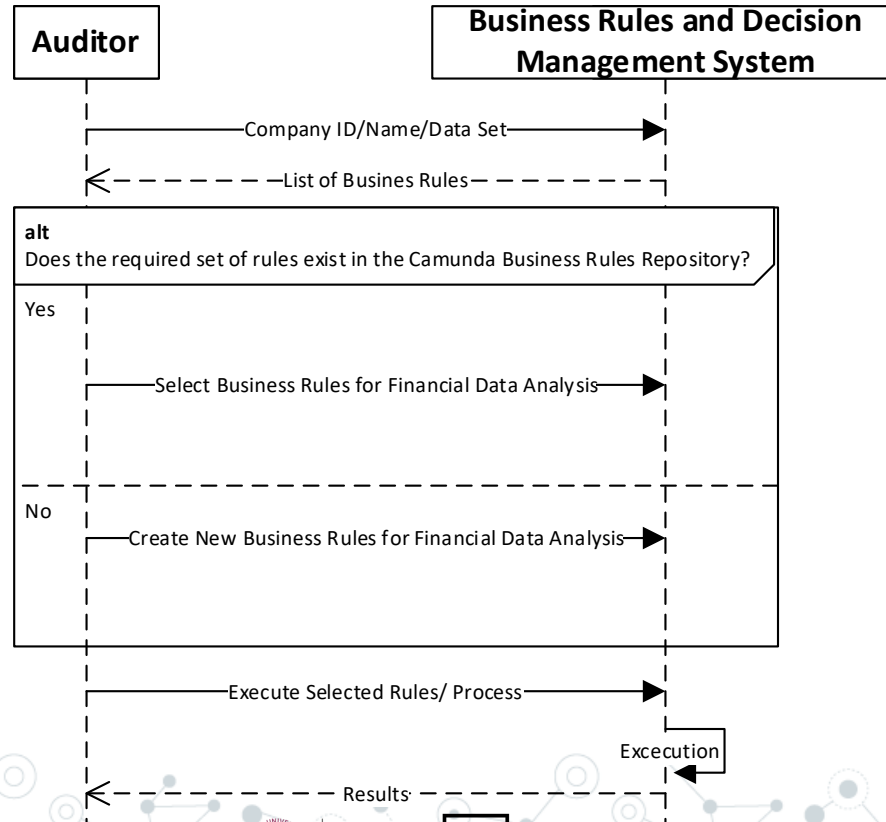 Auditor
Business Rules and Decision
Management System
Company ID/Name/Data Set
List of Busines Rules
alt
Does the required set of rules exist in the Camunda Business Rules Repository?
Yes
Select Business Rules for Financial Data Analysis
No
Create New Business Rules for Financial Data Analysis
Execute Selected Rules/ Process
Excecution
Results